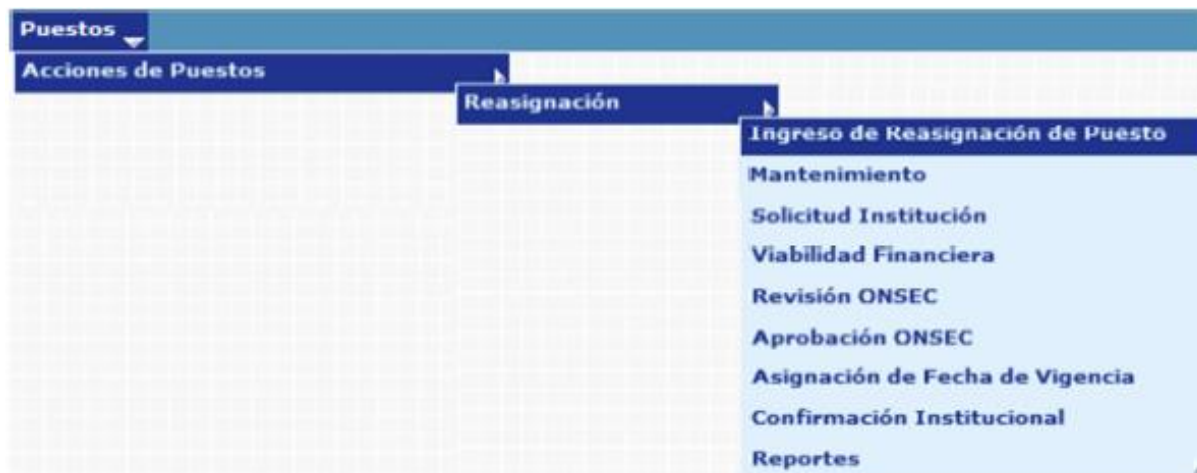 Puestos
Acciones de Puestos
Reasignación
Ingreso de Reasignación de Puesto
Mantenimiento
Solicitud Institución
Viabilidad Financiera
Revisión ONSEC
Aprobación ONSEC
Asignación de Fecha de Vigencia
Confirmación Institucional
Reportes